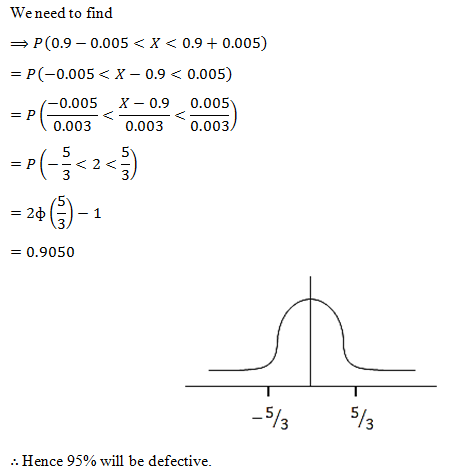 We need to find
⟹ P(0.9 − 0.005 < X < 0.9 + 0.005)
= P(−0.005 < X − 0.9 < 0.005)
= P(−0.005/0.003 < X − 0.9/0.003 < 0.005/0.003)
= P(−5/3 < 2 < 5/3)
= 2ф(5/3) − 1
= 0.9050
−5/3 5/3
∴ Hence 95% will be defective.